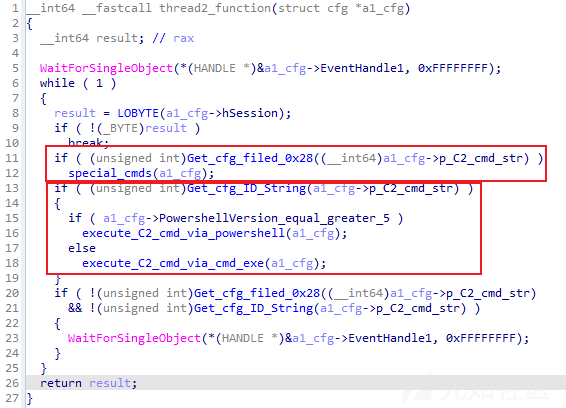 1 __int64 __fastcall thread2_function(struct cfg *a1_cfg)
2 {
3 __int64 result; // rax
4
5 WaitForSingleObject(*(HANDLE *)&a1_cfg->EventHandle1, 0xFFFFFFFF);
6 while ( 1 )
7 {
8 result = LOBYTE(a1_cfg->hSession);
9 if ( !(_BYTE)result )
10 break;
11 if ( (unsigned int)Get_cfg_filed_0x28((__int64)a1_cfg->p_C2_cmd_str) )
12 special_cmds(a1_cfg);
13 if ( (unsigned int)Get_cfg_ID_String(a1_cfg->p_C2_cmd_str) )
14 {
15 if ( a1_cfg->PowershellVersion_equal_greater_5 )
16 execute_C2_cmd_via_powershell(a1_cfg);
17 else
18 execute_C2_cmd_via_cmd_exe(a1_cfg);
19 }
20 if ( !(unsigned int)Get_cfg_filed_0x28((__int64)a1_cfg->p_C2_cmd_str)
21 && !(unsigned int)Get_cfg_ID_String(a1_cfg->p_C2_cmd_str) )
22 {
23 WaitForSingleObject(*(HANDLE *)&a1_cfg->EventHandle1, 0xFFFFFFFF);
24 }
25 }
26 return result;
27 }